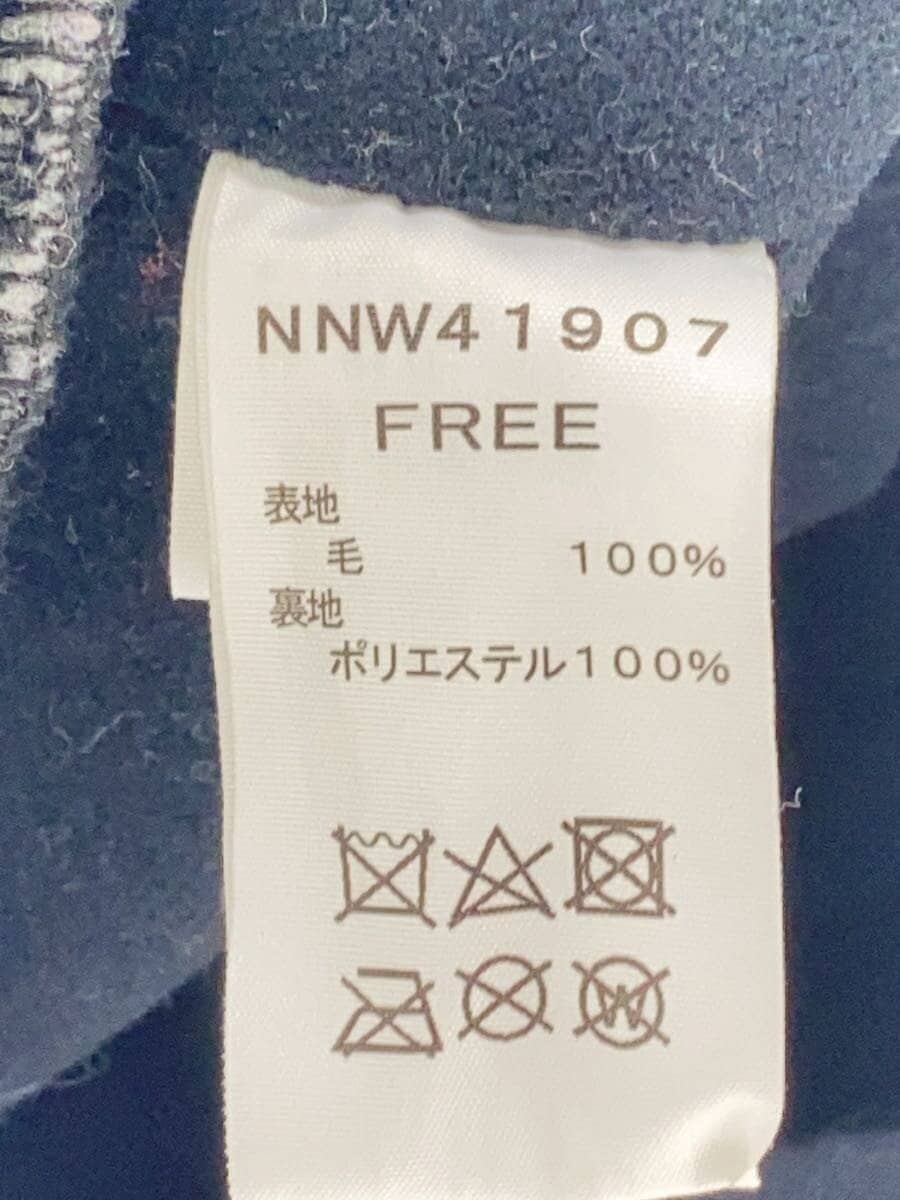 NNW41907
FREE
表地
毛 100%
裏地
ポリエステル100%
W